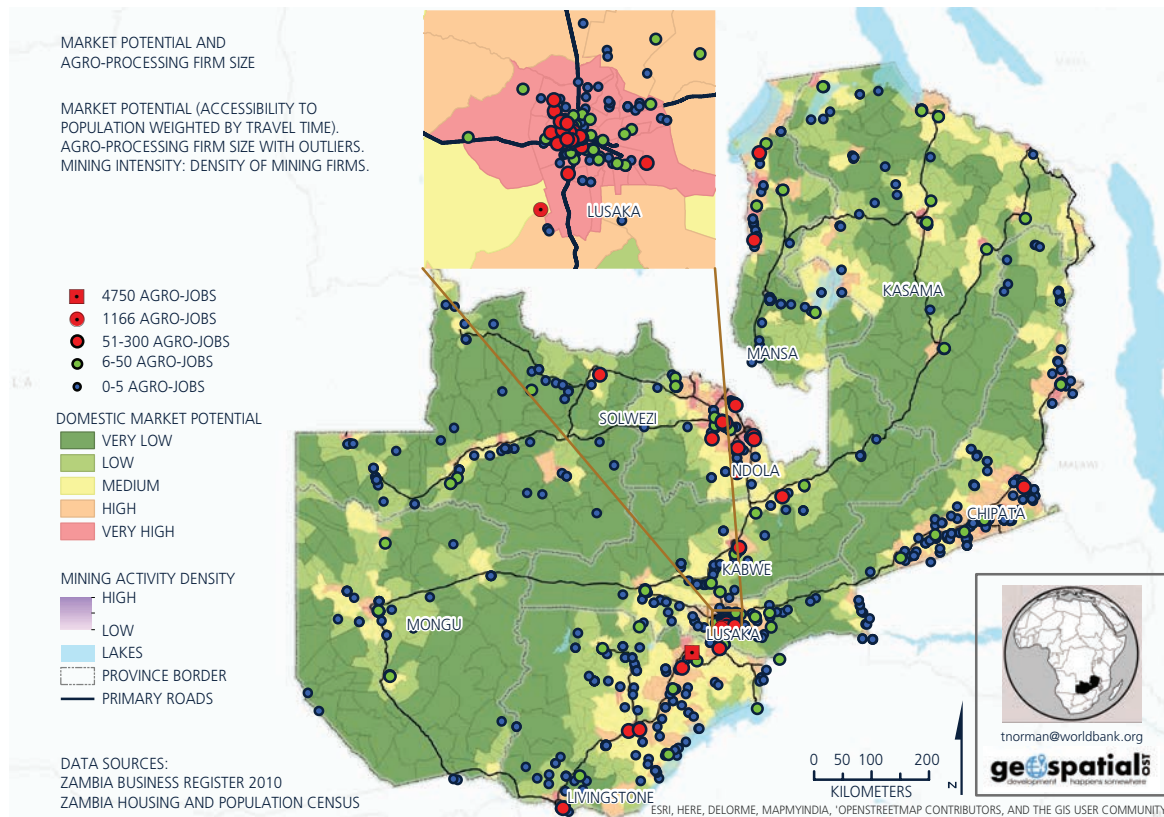 MARKET POTENTIAL AND
AGRO-PROCESSING FIRM SIZE
MARKET POTENTIAL (ACCESSIBILITY TO
POPULATION WEIGHTED BY TRAVEL TIME).
AGRO-PROCESSING FIRM SIZE WITH OUTLIERS.
MINING INTENSITY: DENSITY OF MINING FIRMS.
4750 AGRO-JOBS
1166 AGRO-JOBS
51-300 AGRO-JOBS
6-50 AGRO-JOBS
0-5 AGRO-JOBS
DOMESTIC MARKET POTENTIAL
VERY LOW
LOW
MEDIUM
HIGH
VERY HIGH
MINING ACTIVITY DENSITY
HIGH
LOW
LAKES
PROVINCE BORDER
PRIMARY ROADS
DATA SOURCES:
ZAMBIA BUSINESS REGISTER 2010
ZAMBIA HOUSING AND POPULATION CENSUS
LUSAKA
KASAMA
MANSA
SOLWEZI
NDOLA
CHIPATA
KABWE
MONGU
LUSAKA
LIVINGSTONE
MALAWI
0 50 100 200
KILOMETERS
N
tnorman@worldbank.org
geospatial OST
development happens somewhere
ESRI, HERE, DELORME, MAPMYINDIA, 'OPENSTREETMAP CONTRIBUTORS, AND THE GIS USER COMMUNITY